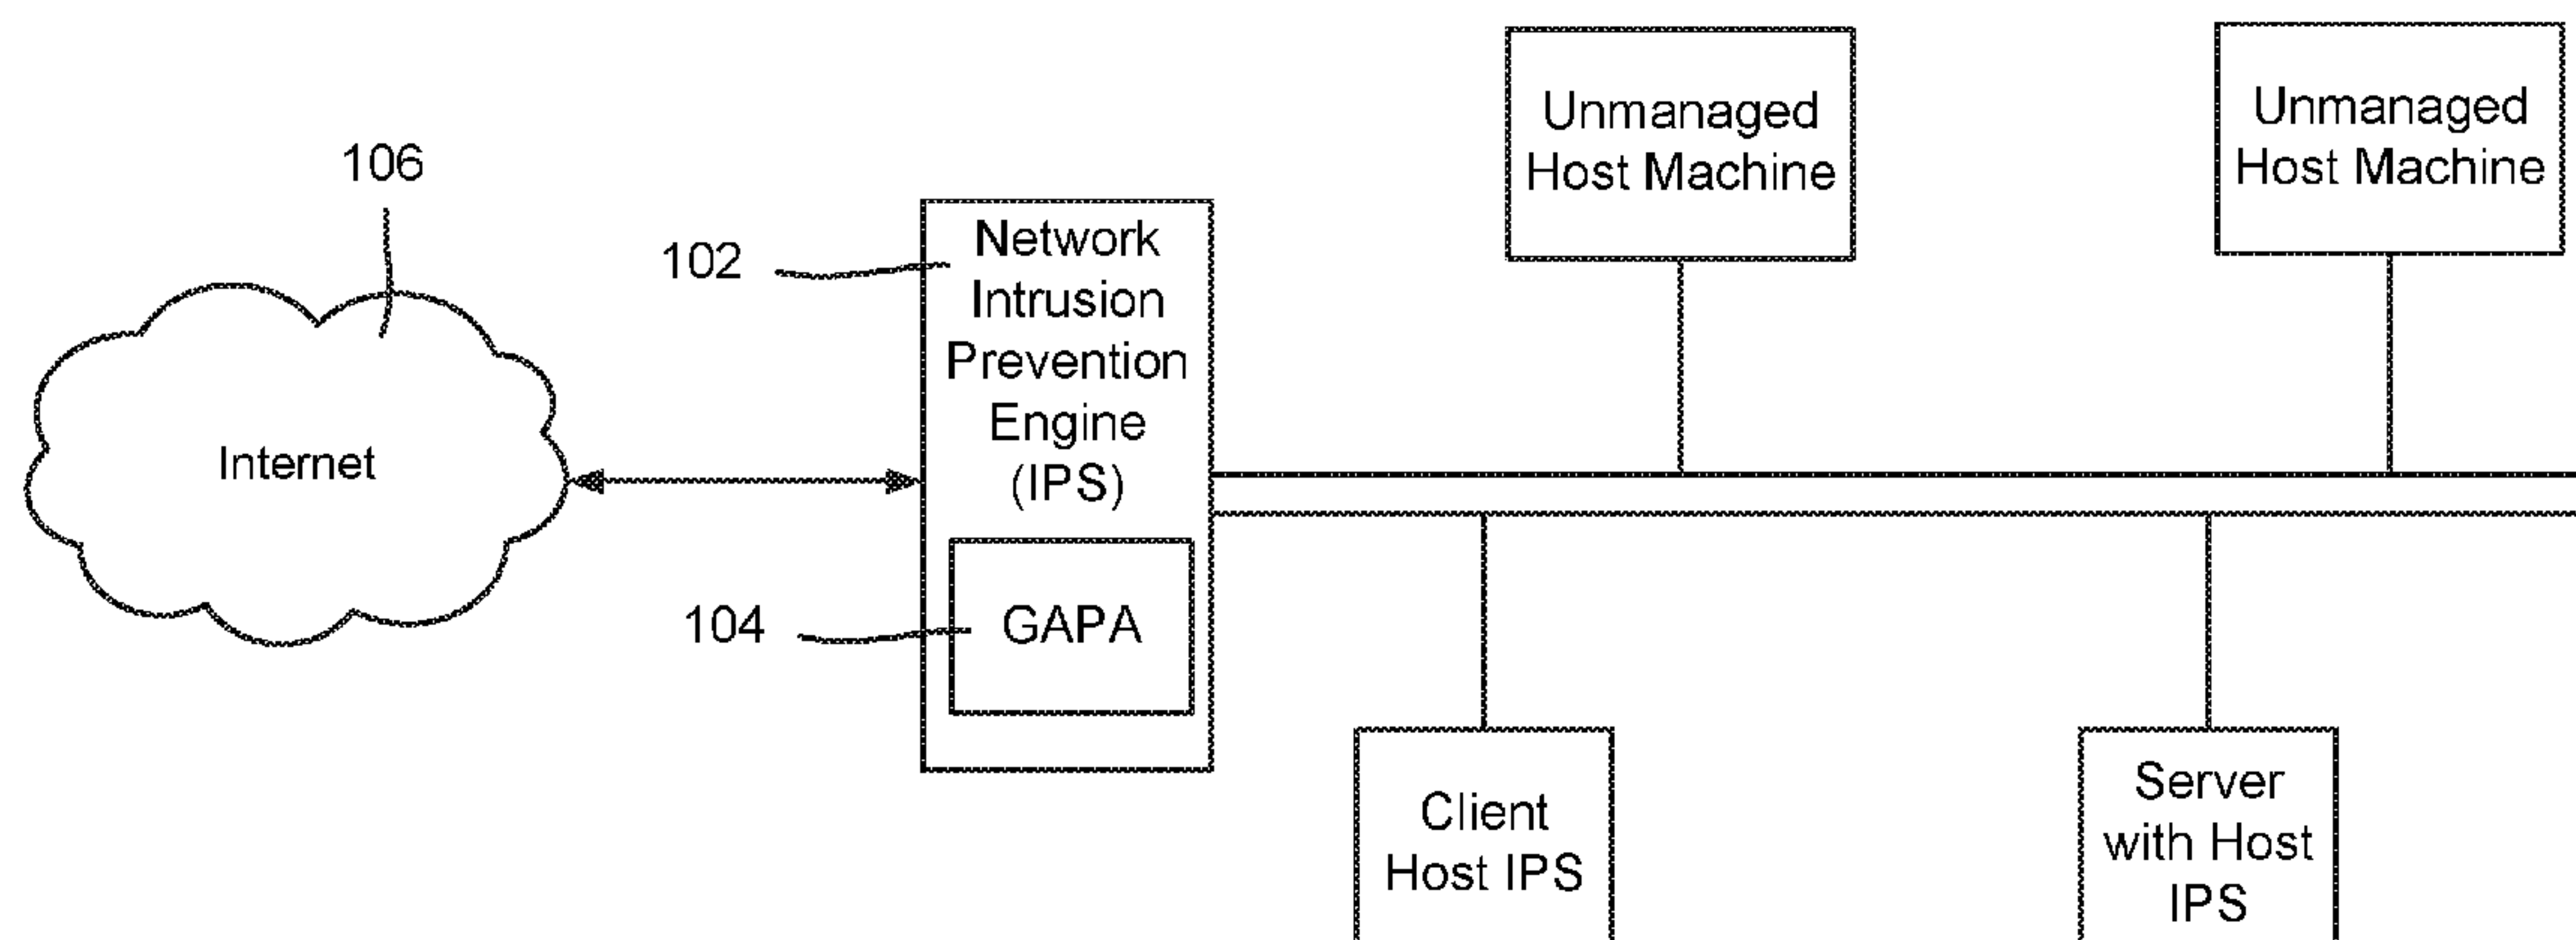 106
Internet
102
Network
Intrusion
Prevention
Engine
(IPS)
104
GAPA
Unmanaged
Host Machine
Unmanaged
Host Machine
Client
Host IPS
Server
with Host
IPS